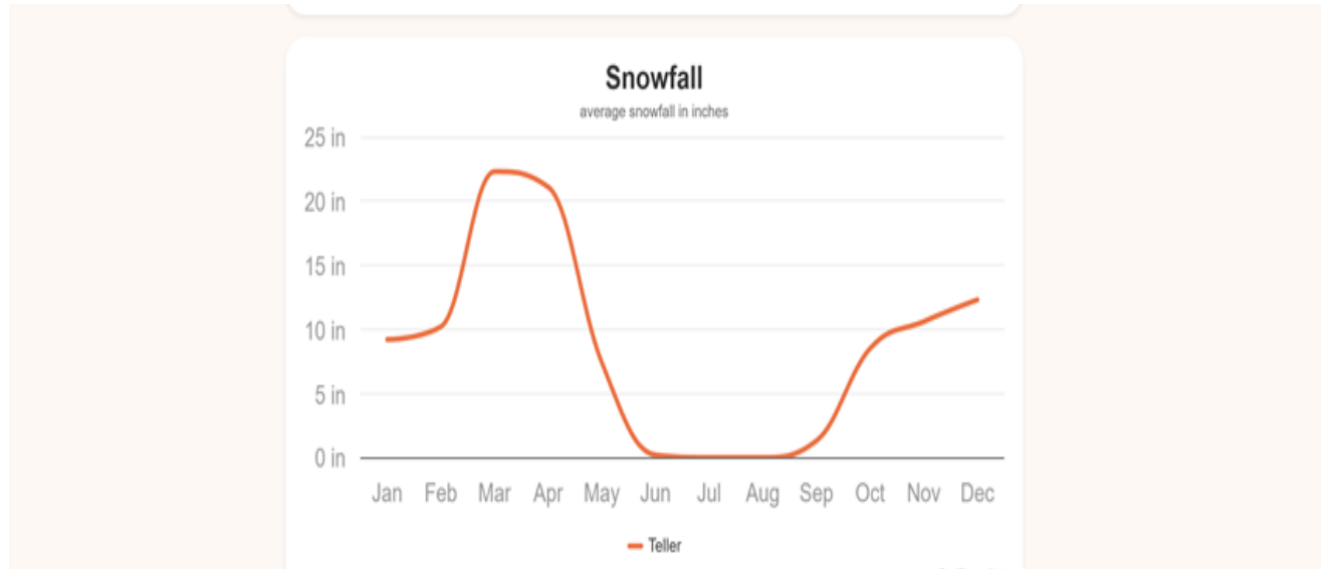 Snowfall
average snowfall in inches
25 in
20 in
15 in
10 in
5 in
0 in
Jan Feb Mar Apr May Jun Jul Aug Sep Oct Nov Dec
Teller